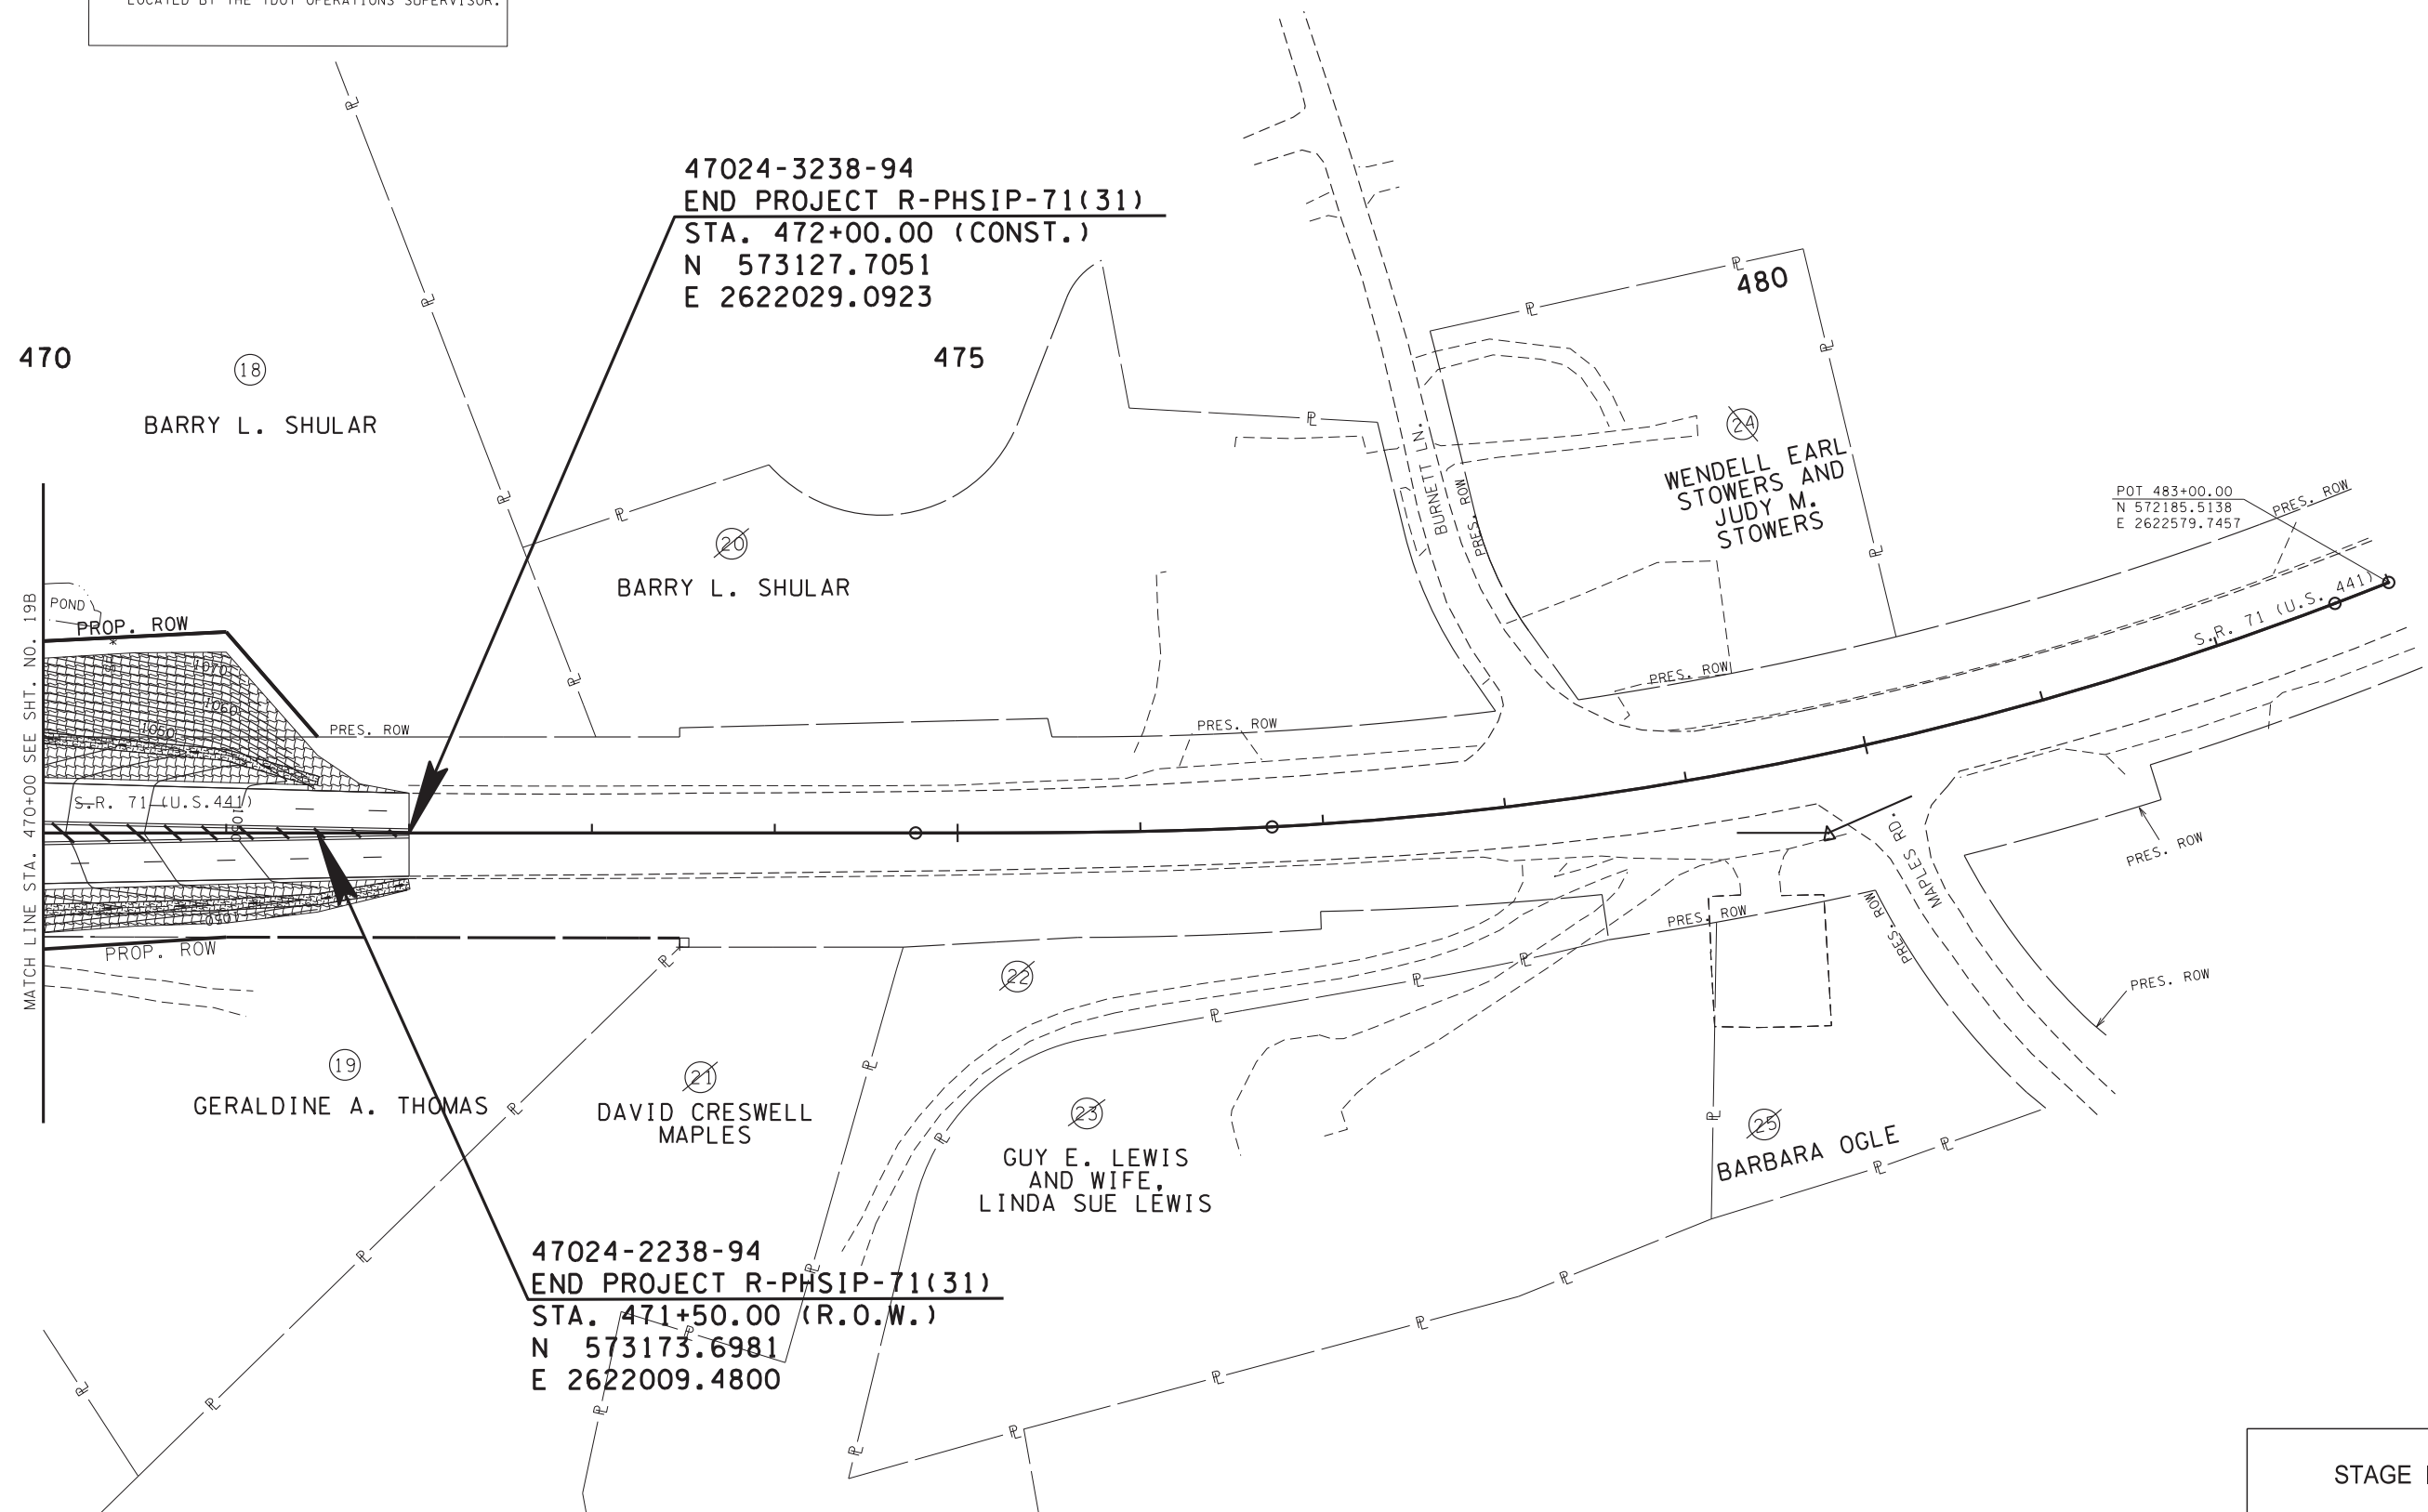 LOCATED BY THE TDOT OPERATIONS SUPERVISOR.
47024-3238-94
END PROJECT R-PHSIP-71(31)
STA. 472+00.00 (CONST.)
N 573127.7051
E 2622029.0923
470
475
480
18
BARRY L. SHULAR
20
BARRY L. SHULAR
24
WENDELL EARL
STOWERS AND
JUDY M.
STOWERS
BURNETT LN.
PRES. ROW
POT 483+00.00
N 572185.5138
E 2622579.7457
PRES. ROW
S.R. 71 (U.S. 441)
PRES. ROW
PRES. ROW
PRES. ROW
MATCH LINE STA. 470+00 SEE SHT. NO. 19B
POND
PROP. ROW
1070
1060
1050
S.R. 71 (U.S.441)
1050
1050
PROP. ROW
MAPLES RD.
PRES. ROW
PRES. ROW
PRES. ROW
PRES. ROW
19
GERALDINE A. THOMAS
21
DAVID CRESWELL
MAPLES
22
23
GUY E. LEWIS
AND WIFE,
LINDA SUE LEWIS
25
BARBARA OGLE
47024-2238-94
END PROJECT R-PHSIP-71(31)
STA. 471+50.00 (R.O.W.)
N 573173.6981
E 2622009.4800
STAGE